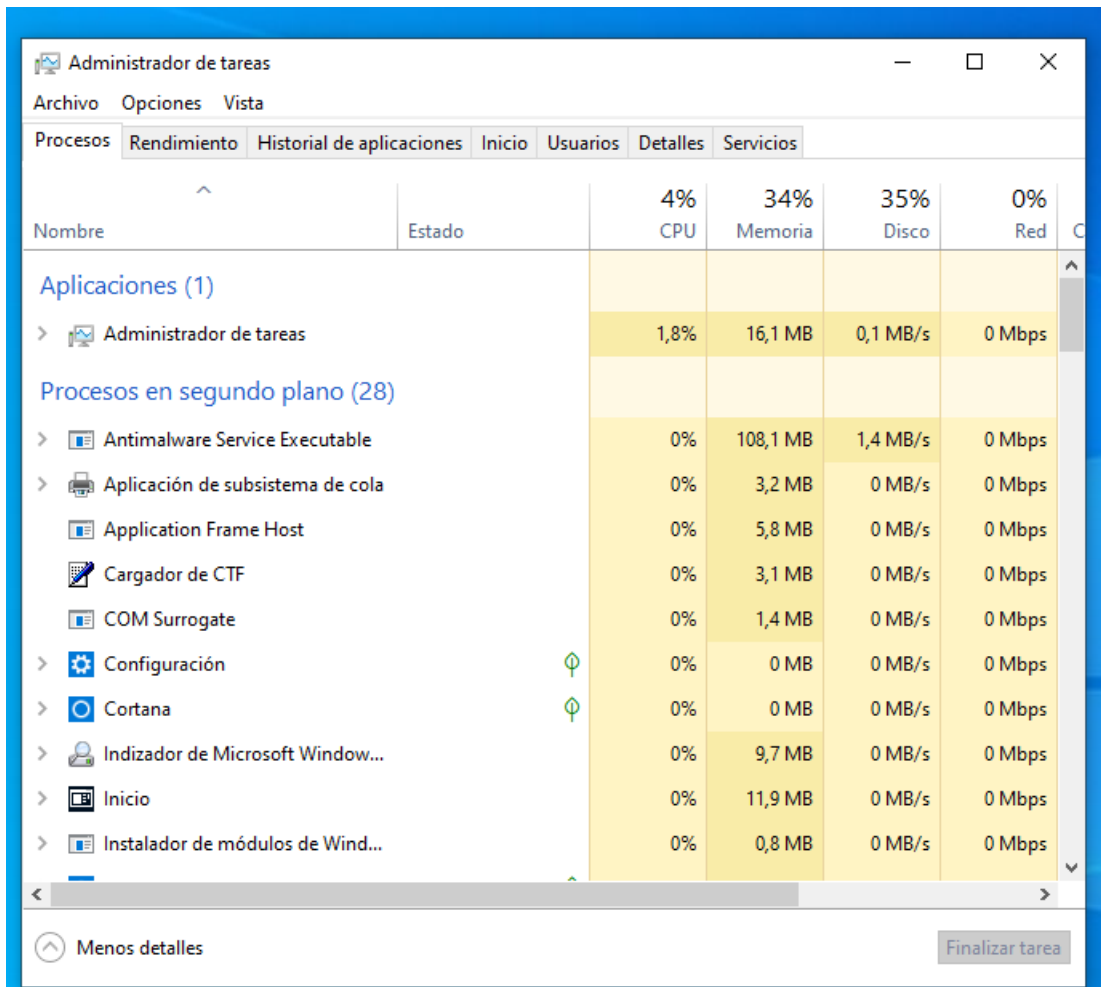 Administrador de tareas
Archivo Opciones Vista
Procesos Rendimiento Historial de aplicaciones Inicio Usuarios Detalles Servicios
4% 34% 35% 0%
Nombre Estado CPU Memoria Disco Red C
Aplicaciones (1)
Administrador de tareas 1,8% 16,1 MB 0,1 MB/s 0 Mbps
Procesos en segundo plano (28)
Antimalware Service Executable 0% 108,1 MB 1,4 MB/s 0 Mbps
Aplicación de subsistema de cola 0% 3,2 MB 0 MB/s 0 Mbps
Application Frame Host 0% 5,8 MB 0 MB/s 0 Mbps
Cargador de CTF 0% 3,1 MB 0 MB/s 0 Mbps
COM Surrogate 0% 1,4 MB 0 MB/s 0 Mbps
Configuración 0% 0 MB 0 MB/s 0 Mbps
Cortana 0% 0 MB 0 MB/s 0 Mbps
Indizador de Microsoft Window... 0% 9,7 MB 0 MB/s 0 Mbps
Inicio 0% 11,9 MB 0 MB/s 0 Mbps
Instalador de módulos de Wind... 0% 0,8 MB 0 MB/s 0 Mbps
Menos detalles Finalizar tarea